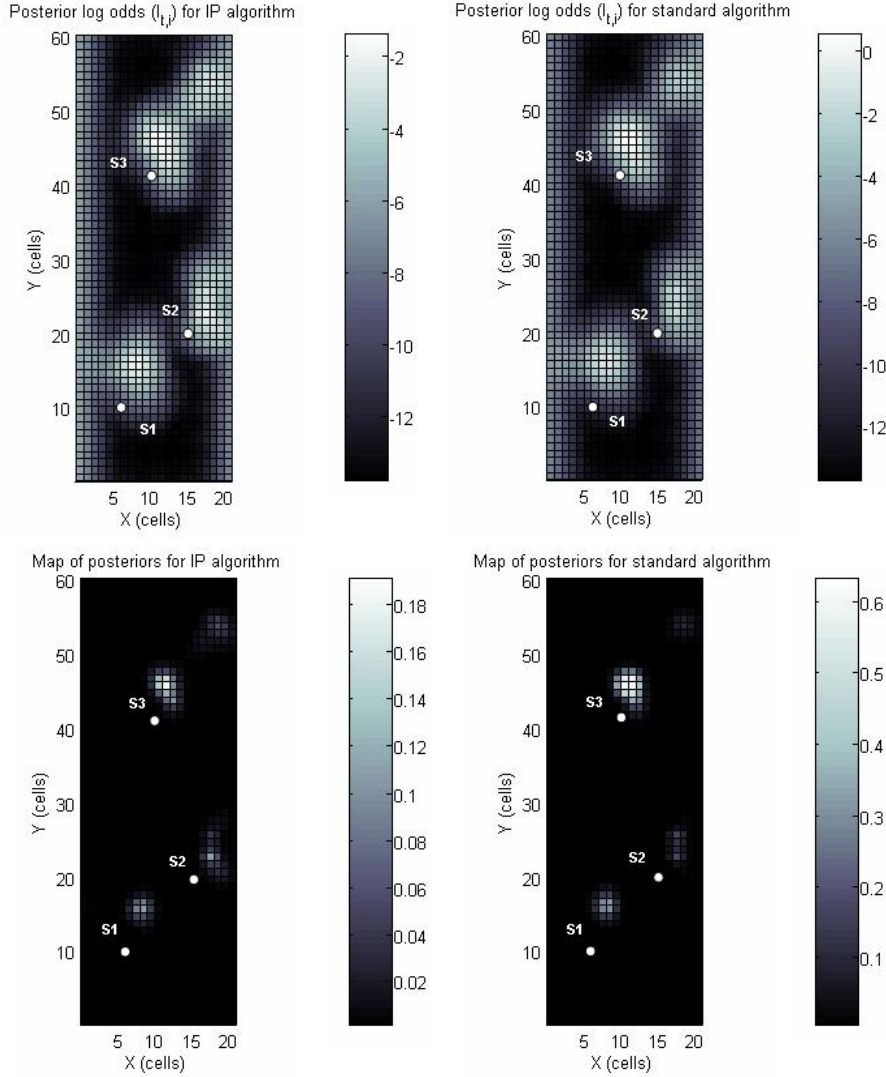 Posterior log odds (l_{t,i}) for IP algorithm
60
50
40
30
20
10
Y (cells)
S3
S2
S1
5 10 15 20
X (cells)
-2
-4
-6
-8
-10
-12
Posterior log odds (l_{t,i}) for standard algorithm
60
50
40
30
20
10
Y (cells)
S3
S2
S1
5 10 15 20
X (cells)
0
-2
-4
-6
-8
-10
-12
Map of posteriors for IP algorithm
60
50
40
30
20
10
Y (cells)
S3
S2
S1
5 10 15 20
X (cells)
0.18
0.16
0.14
0.12
0.1
0.08
0.06
0.04
0.02
Map of posteriors for standard algorithm
60
50
40
30
20
10
Y (cells)
S3
S2
S1
5 10 15 20
X (cells)
0.6
0.5
0.4
0.3
0.2
0.1